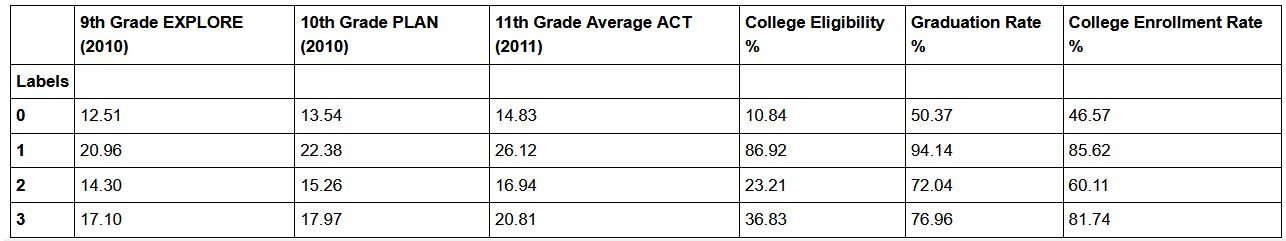 9th Grade EXPLORE (2010) 10th Grade PLAN (2010) 11th Grade Average ACT (2011) College Eligibility % Graduation Rate % College Enrollment Rate %
Labels
0 12.51 13.54 14.83 10.84 50.37 46.57
1 20.96 22.38 26.12 86.92 94.14 85.62
2 14.30 15.26 16.94 23.21 72.04 60.11
3 17.10 17.97 20.81 36.83 76.96 81.74